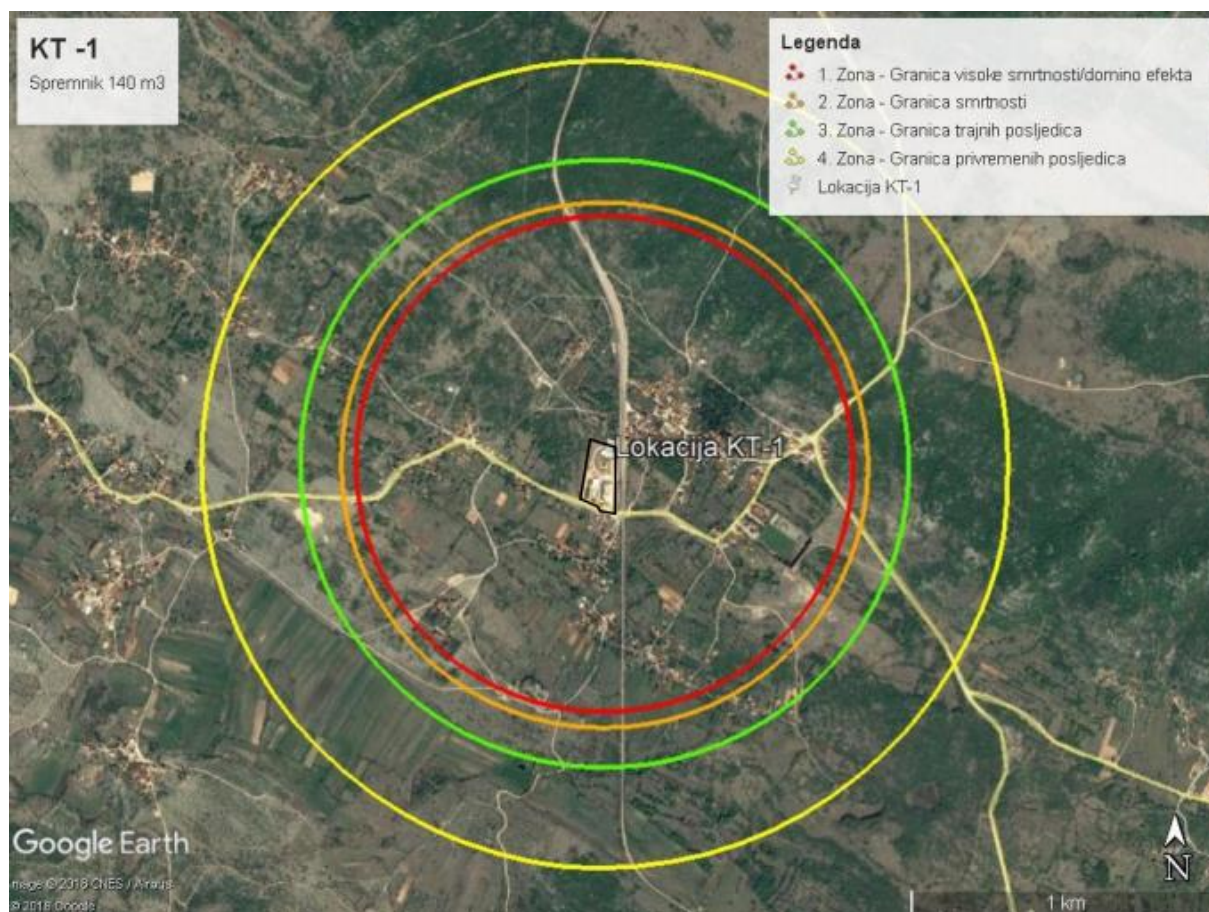 KT -1
Spremnik 140 m3
Legenda
1. Zona - Granica visoke smrtnosti/domino efekta
2. Zona - Granica smrtnosti
3. Zona - Granica trajnih posljedica
4. Zona - Granica privremenih posljedica
Lokacija KT-1
Lokacija KT-1
Google Earth
© 2018 CNES / Airbus
© 2018 Google
N
1 km